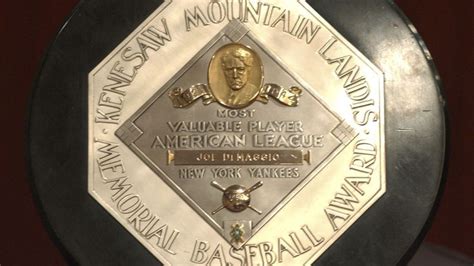 KENESAW MOUNTAIN LANDIS
MEMORIAL BASEBALL AWARD
MOST
VALUABLE PLAYER
AMERICAN LEAGUE
JOE DIMAGGIO
NEW YORK YANKEES